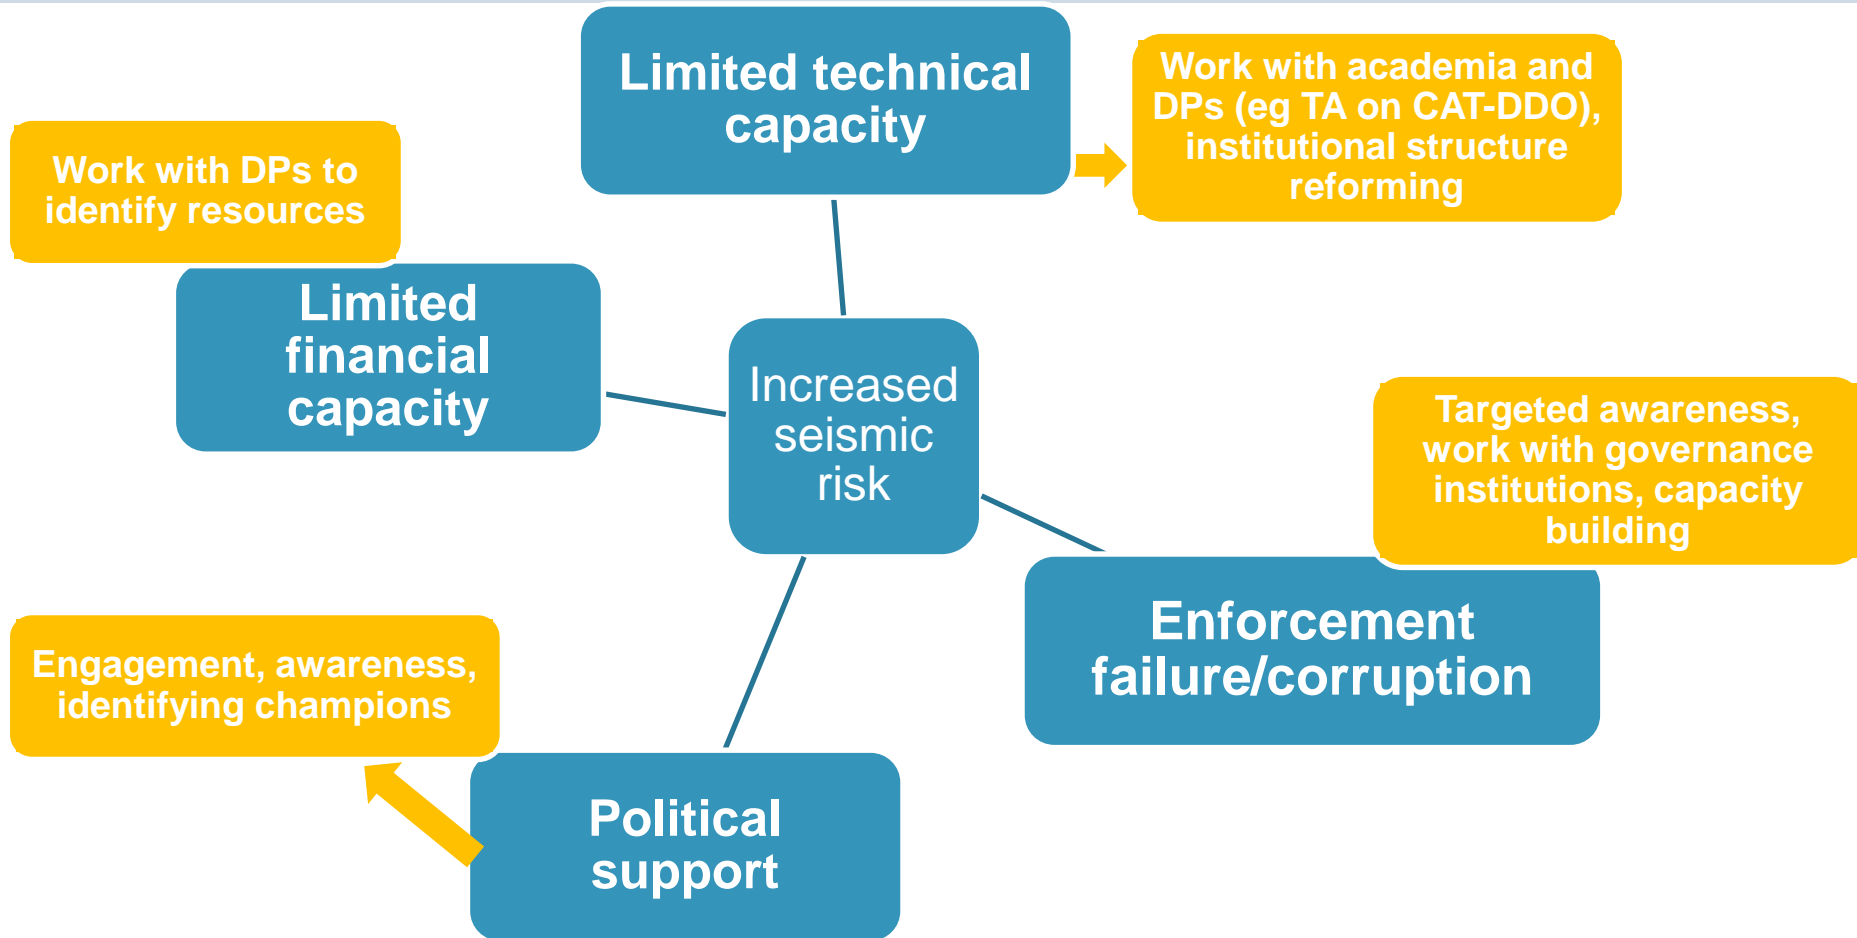 Limited technical
capacity
Work with academia and
DPs (eg TA on CAT-DDO),
institutional structure
reforming
Work with DPs to
identify resources
Limited
financial
capacity
Increased
seismic
risk
Targeted awareness,
work with governance
institutions, capacity
building
Enforcement
failure/corruption
Engagement, awareness,
identifying champions
Political
support